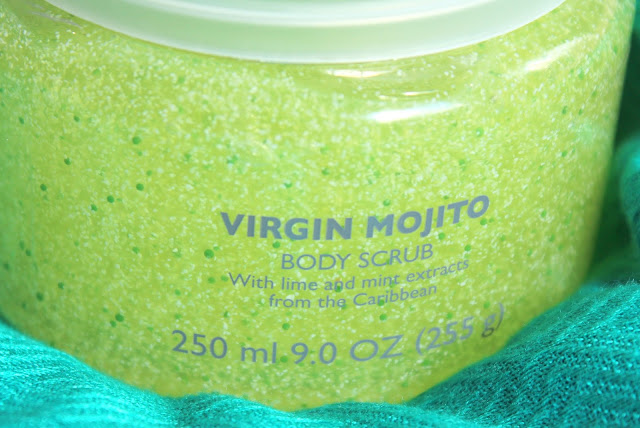 VIRGIN MOJITO
BODY SCRUB
With lime and mint extracts
from the Caribbean
250 ml 9.0 OZ (255 g)